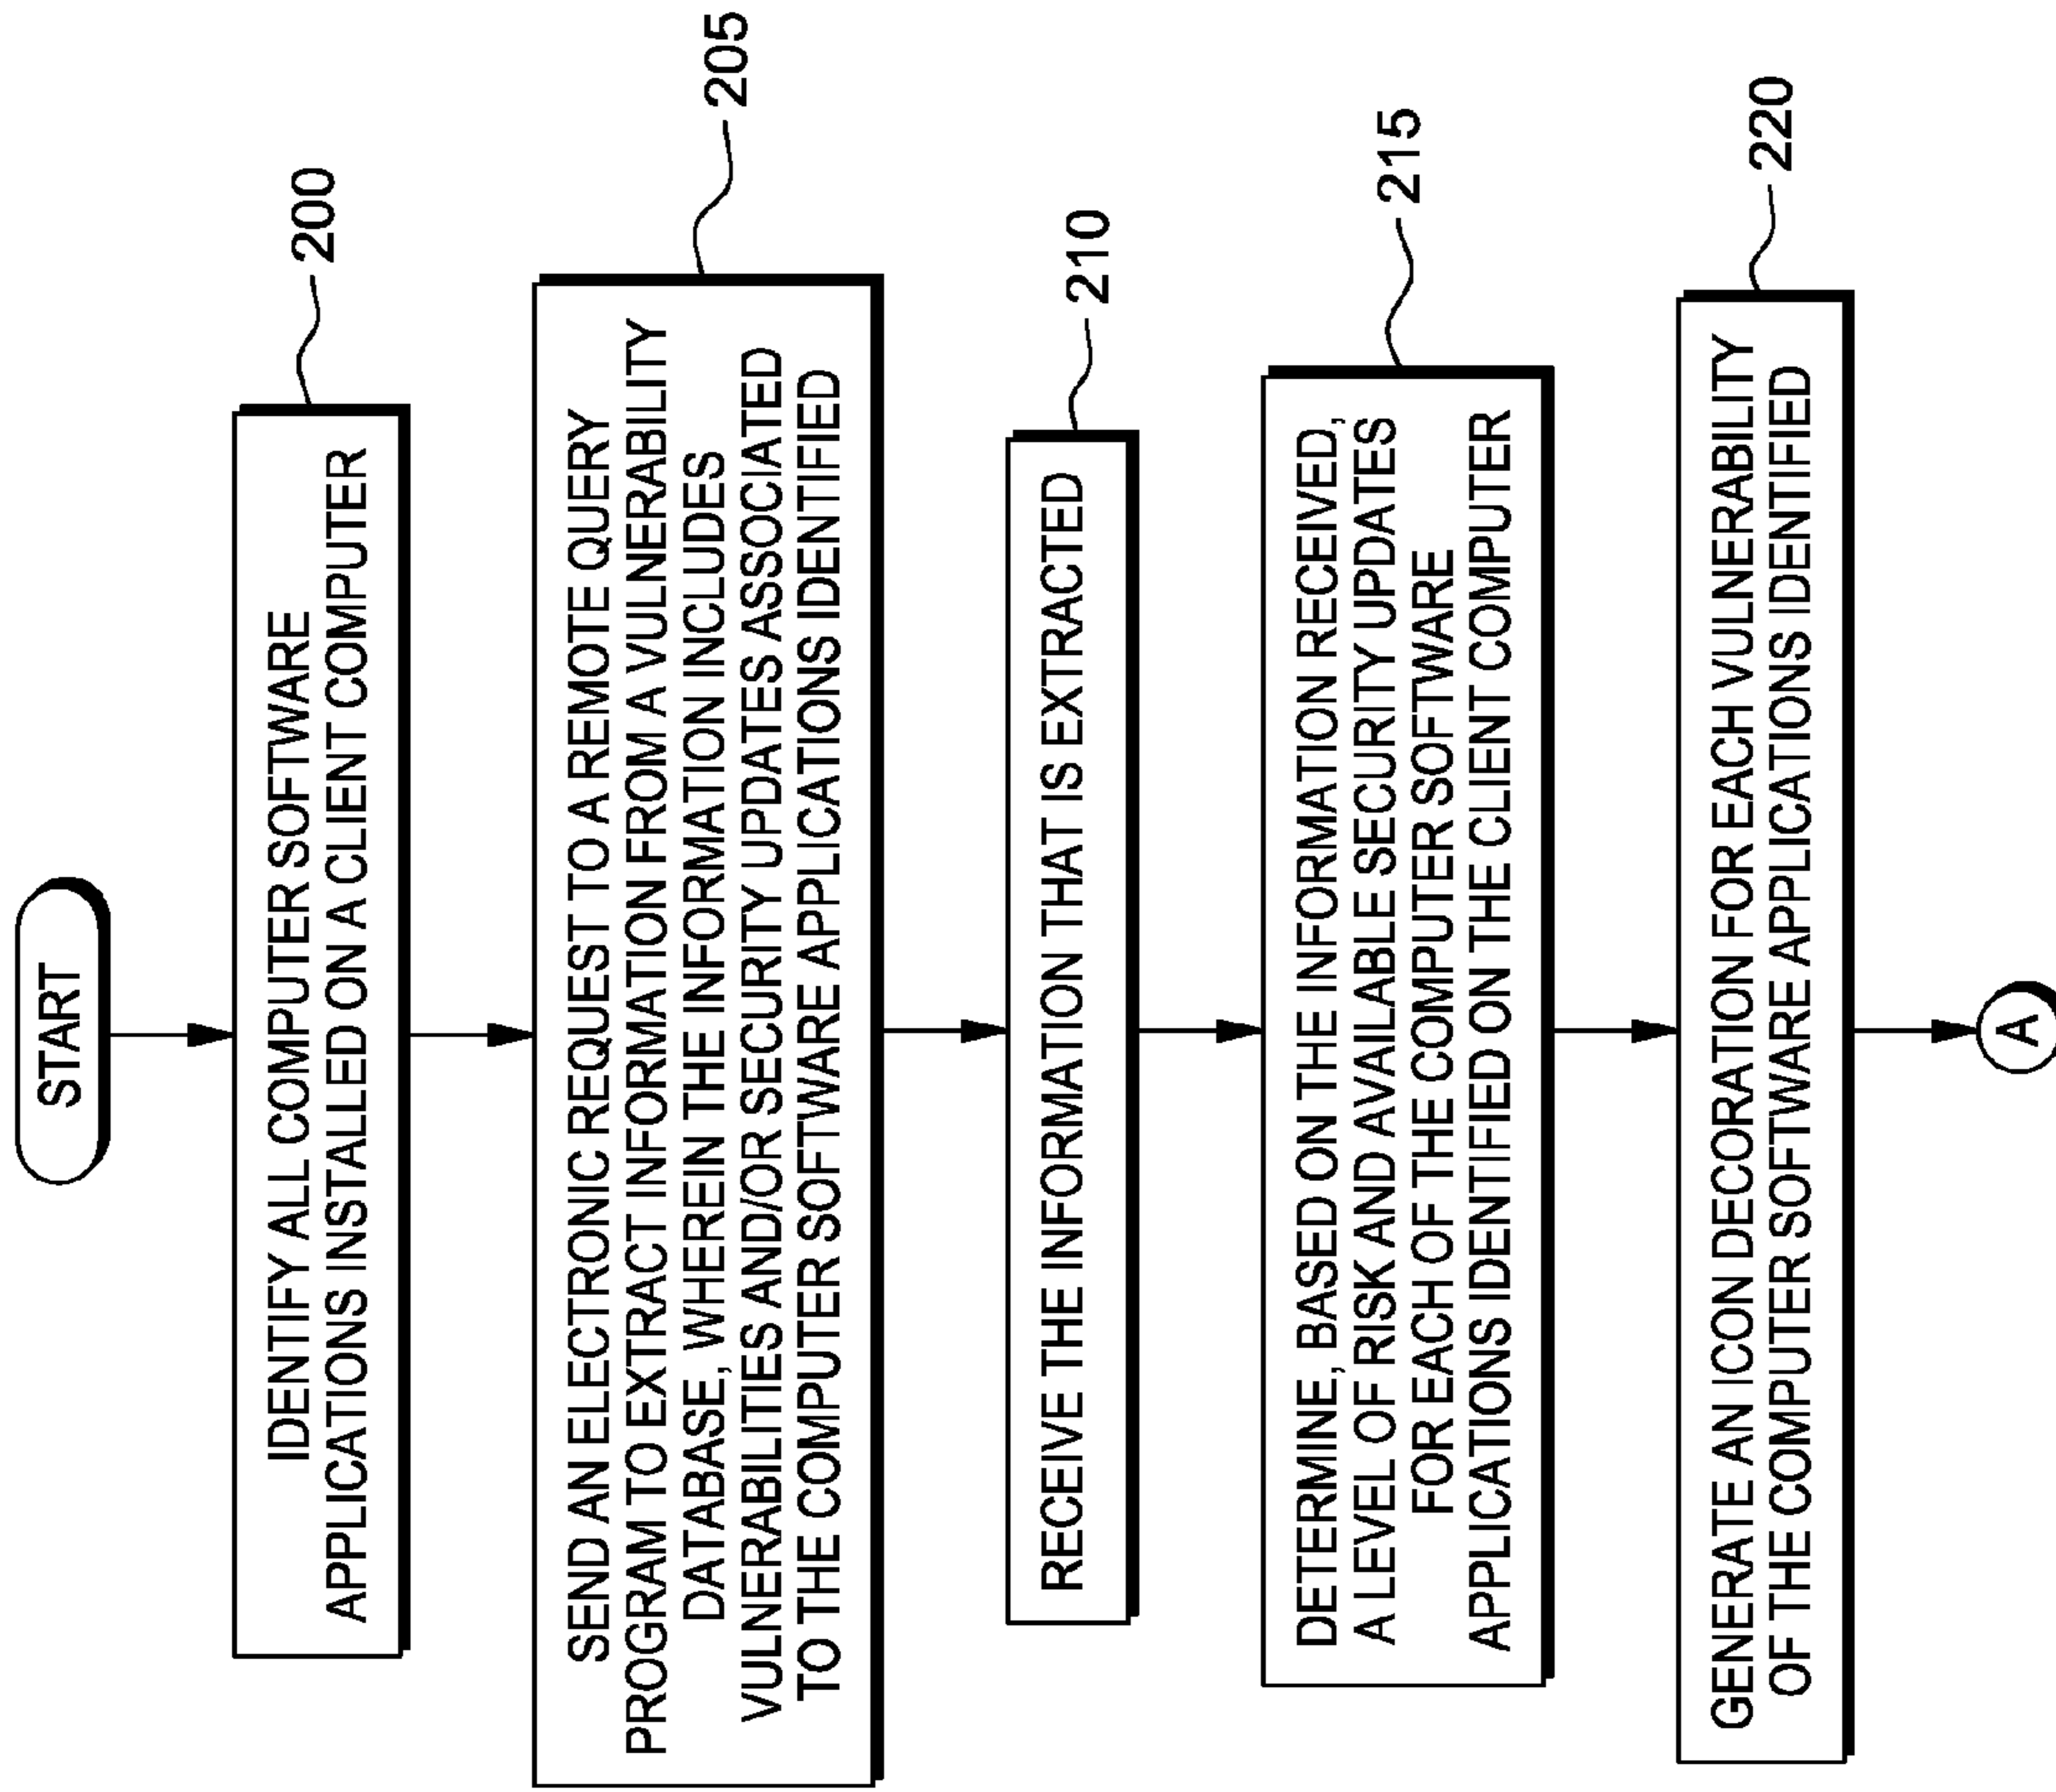 START
IDENTIFY ALL COMPUTER SOFTWARE
APPLICATIONS INSTALLED ON A CLIENT COMPUTER
200
SEND AN ELECTRONIC REQUEST TO A REMOTE QUERY
PROGRAM TO EXTRACT INFORMATION FROM A VULNERABILITY
DATABASE, WHEREIN THE INFORMATION INCLUDES
VULNERABILITIES AND/OR SECURITY UPDATES ASSOCIATED
TO THE COMPUTER SOFTWARE APPLICATIONS IDENTIFIED
205
RECEIVE THE INFORMATION THAT IS EXTRACTED
210
DETERMINE, BASED ON THE INFORMATION RECEIVED,
A LEVEL OF RISK AND AVAILABLE SECURITY UPDATES
FOR EACH OF THE COMPUTER SOFTWARE
APPLICATIONS IDENTIFIED ON THE CLIENT COMPUTER
215
GENERATE AN ICON DECORATION FOR EACH VULNERABILITY
OF THE COMPUTER SOFTWARE APPLICATIONS IDENTIFIED
220
A